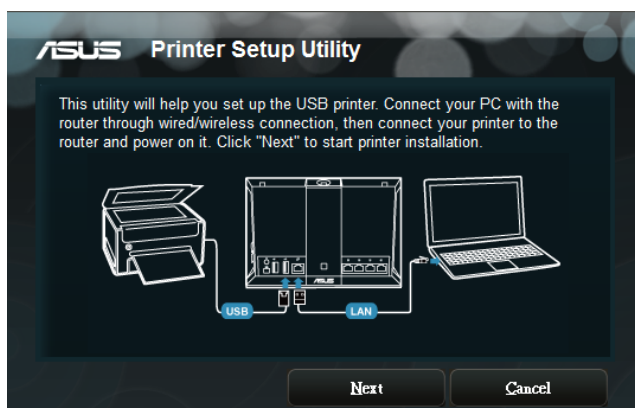 ASUS Printer Setup Utility
This utility will help you set up the USB printer. Connect your PC with the
router through wired/wireless connection, then connect your printer to the
router and power on it. Click "Next" to start printer installation.
ASUS
USB
LAN
Next
Cancel